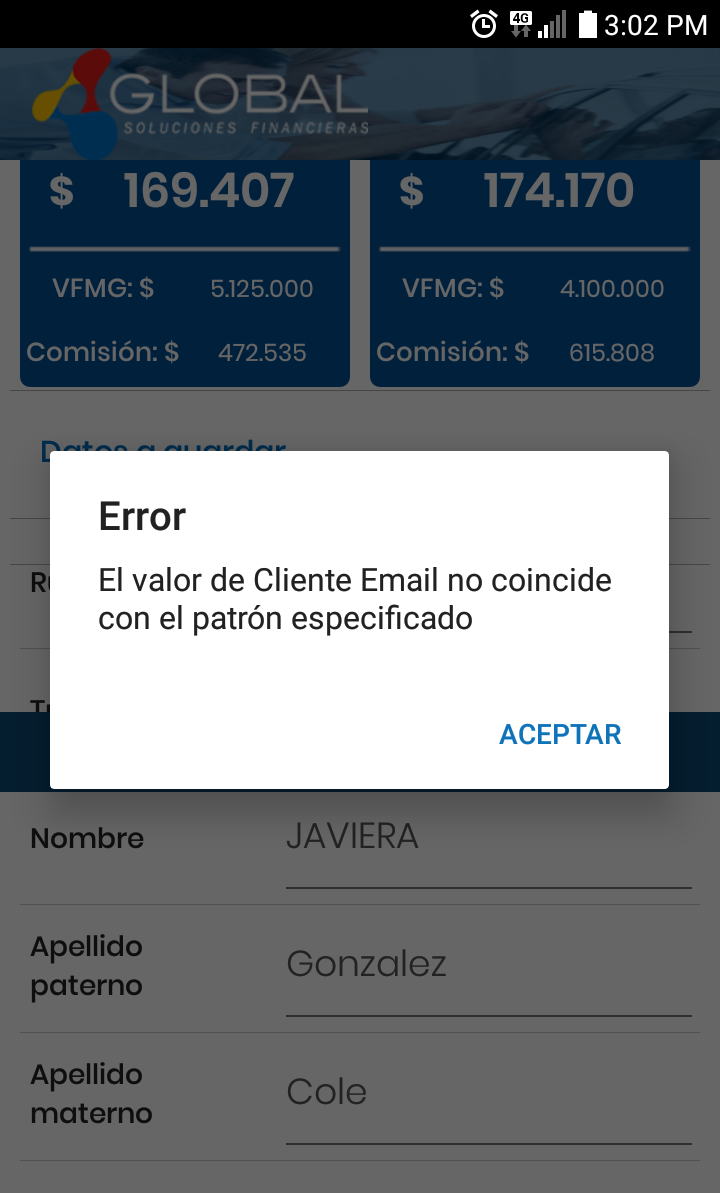 4G 3:02 PM
GLOBAL
SOLUCIONES FINANCIERAS
$ 169.407 $ 174.170
VFMG: $ 5.125.000 VFMG: $ 4.100.000
Comisión: $ 472.535 Comisión: $ 615.808
Datos a guardar
Error
El valor de Cliente Email no coincide
con el patrón especificado
ACEPTAR
Nombre JAVIERA
Apellido
paterno
Gonzalez
Apellido
materno
Cole